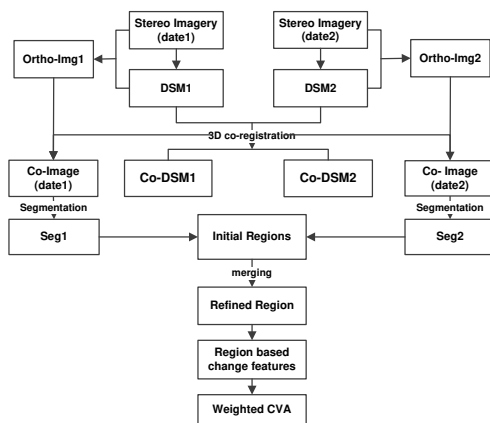 Stereo Imagery
(date1)
Stereo Imagery
(date2)
Ortho-Img1
Ortho-Img2
DSM1
DSM2
3D co-registration
Co-Image
(date1)
Co-DSM1
Co-DSM2
Co- Image
(date2)
Segmentation
Segmentation
Seg1
Initial Regions
Seg2
merging
Refined Region
Region based
change features
Weighted CVA